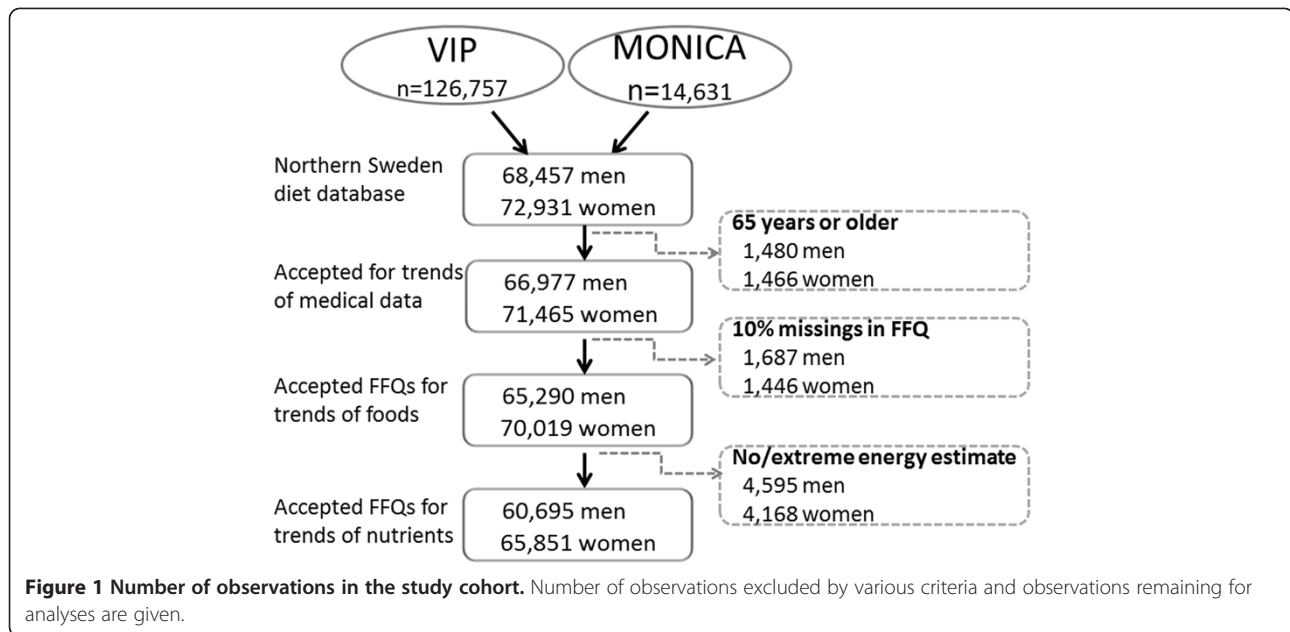 VIP
n=126,757
MONICA
n=14,631
Northern Sweden
diet database
68,457 men
72,931 women
65 years or older
1,480 men
1,466 women
Accepted for trends
of medical data
66,977 men
71,465 women
10% missings in FFQ
1,687 men
1,446 women
Accepted FFQs for
trends of foods
65,290 men
70,019 women
No/extreme energy estimate
4,595 men
4,168 women
Accepted FFQs for
trends of nutrients
60,695 men
65,851 women
Figure 1 Number of observations in the study cohort. Number of observations excluded by various criteria and observations remaining for
analyses are given.